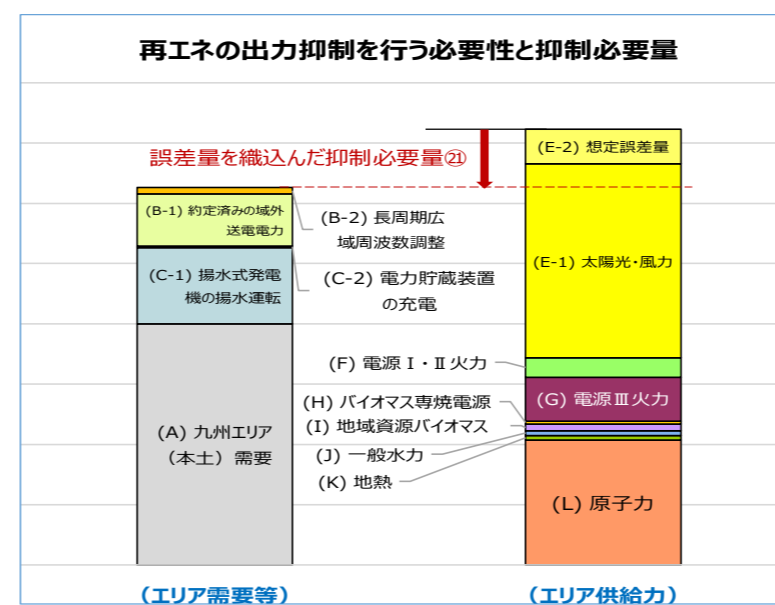 再エネの出力抑制を行う必要性と抑制必要量
誤差量を織込んだ抑制必要量㉑
(B-1) 約定済みの域外
送電電力
(B-2) 長周期広
域周波数調整
(C-1) 揚水式発電
機の揚水運転
(C-2) 電力貯蔵装置
の充電
(A) 九州エリア
（本土）需要
(E-2) 想定誤差量
(E-1) 太陽光・風力
(F) 電源Ⅰ・Ⅱ火力
(G) 電源Ⅲ火力
(H) バイオマス専焼電源
(I) 地域資源バイオマス
(J) 一般水力
(K) 地熱
(L) 原子力
（エリア需要等）
（エリア供給力）